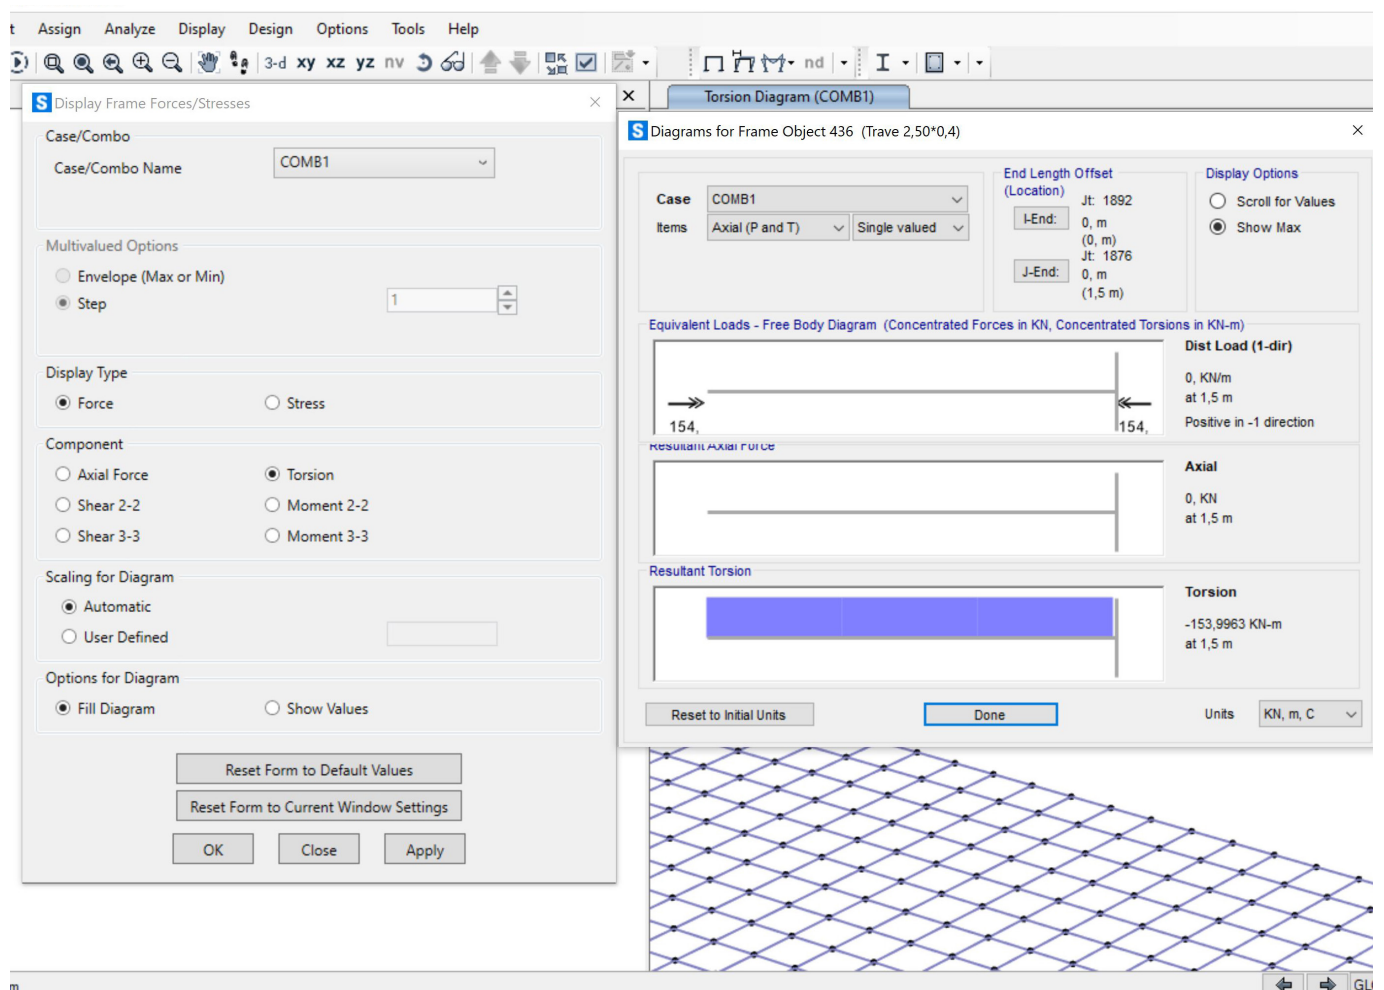 t Assign Analyze Display Design Options Tools Help
3-d xy xz yz nv nd
S Display Frame Forces/Stresses
Case/Combo
Case/Combo Name COMB1
Multivalued Options
Envelope (Max or Min)
Step 1
Display Type
Force Stress
Component
Axial Force Torsion
Shear 2-2 Moment 2-2
Shear 3-3 Moment 3-3
Scaling for Diagram
Automatic
User Defined
Options for Diagram
Fill Diagram Show Values
Reset Form to Default Values
Reset Form to Current Window Settings
OK Close Apply
Torsion Diagram (COMB1)
S Diagrams for Frame Object 436 (Trave 2,50*0,4)
Case COMB1
Items Axial (P and T) Single valued
End Length Offset
(Location)
Jt: 1892
I-End: 0, m
(0, m)
Jt: 1876
J-End: 0, m
(1,5 m)
Display Options
Scroll for Values
Show Max
Equivalent Loads - Free Body Diagram (Concentrated Forces in KN, Concentrated Torsions in KN-m)
154, 154,
Dist Load (1-dir)
0, KN/m
at 1,5 m
Positive in -1 direction
Resultant Axial Force
Axial
0, KN
at 1,5 m
Resultant Torsion
Torsion
-153,9963 KN-m
at 1,5 m
Reset to Initial Units Done Units KN, m, C
m GL